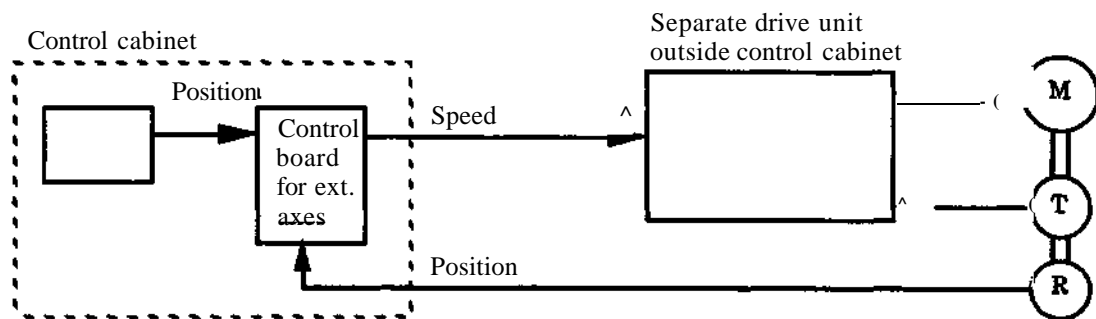 Control cabinet
Separate drive unit
outside control cabinet
Position
Control
board
for ext.
axes
Speed
^
M
(
^
T
Position
R